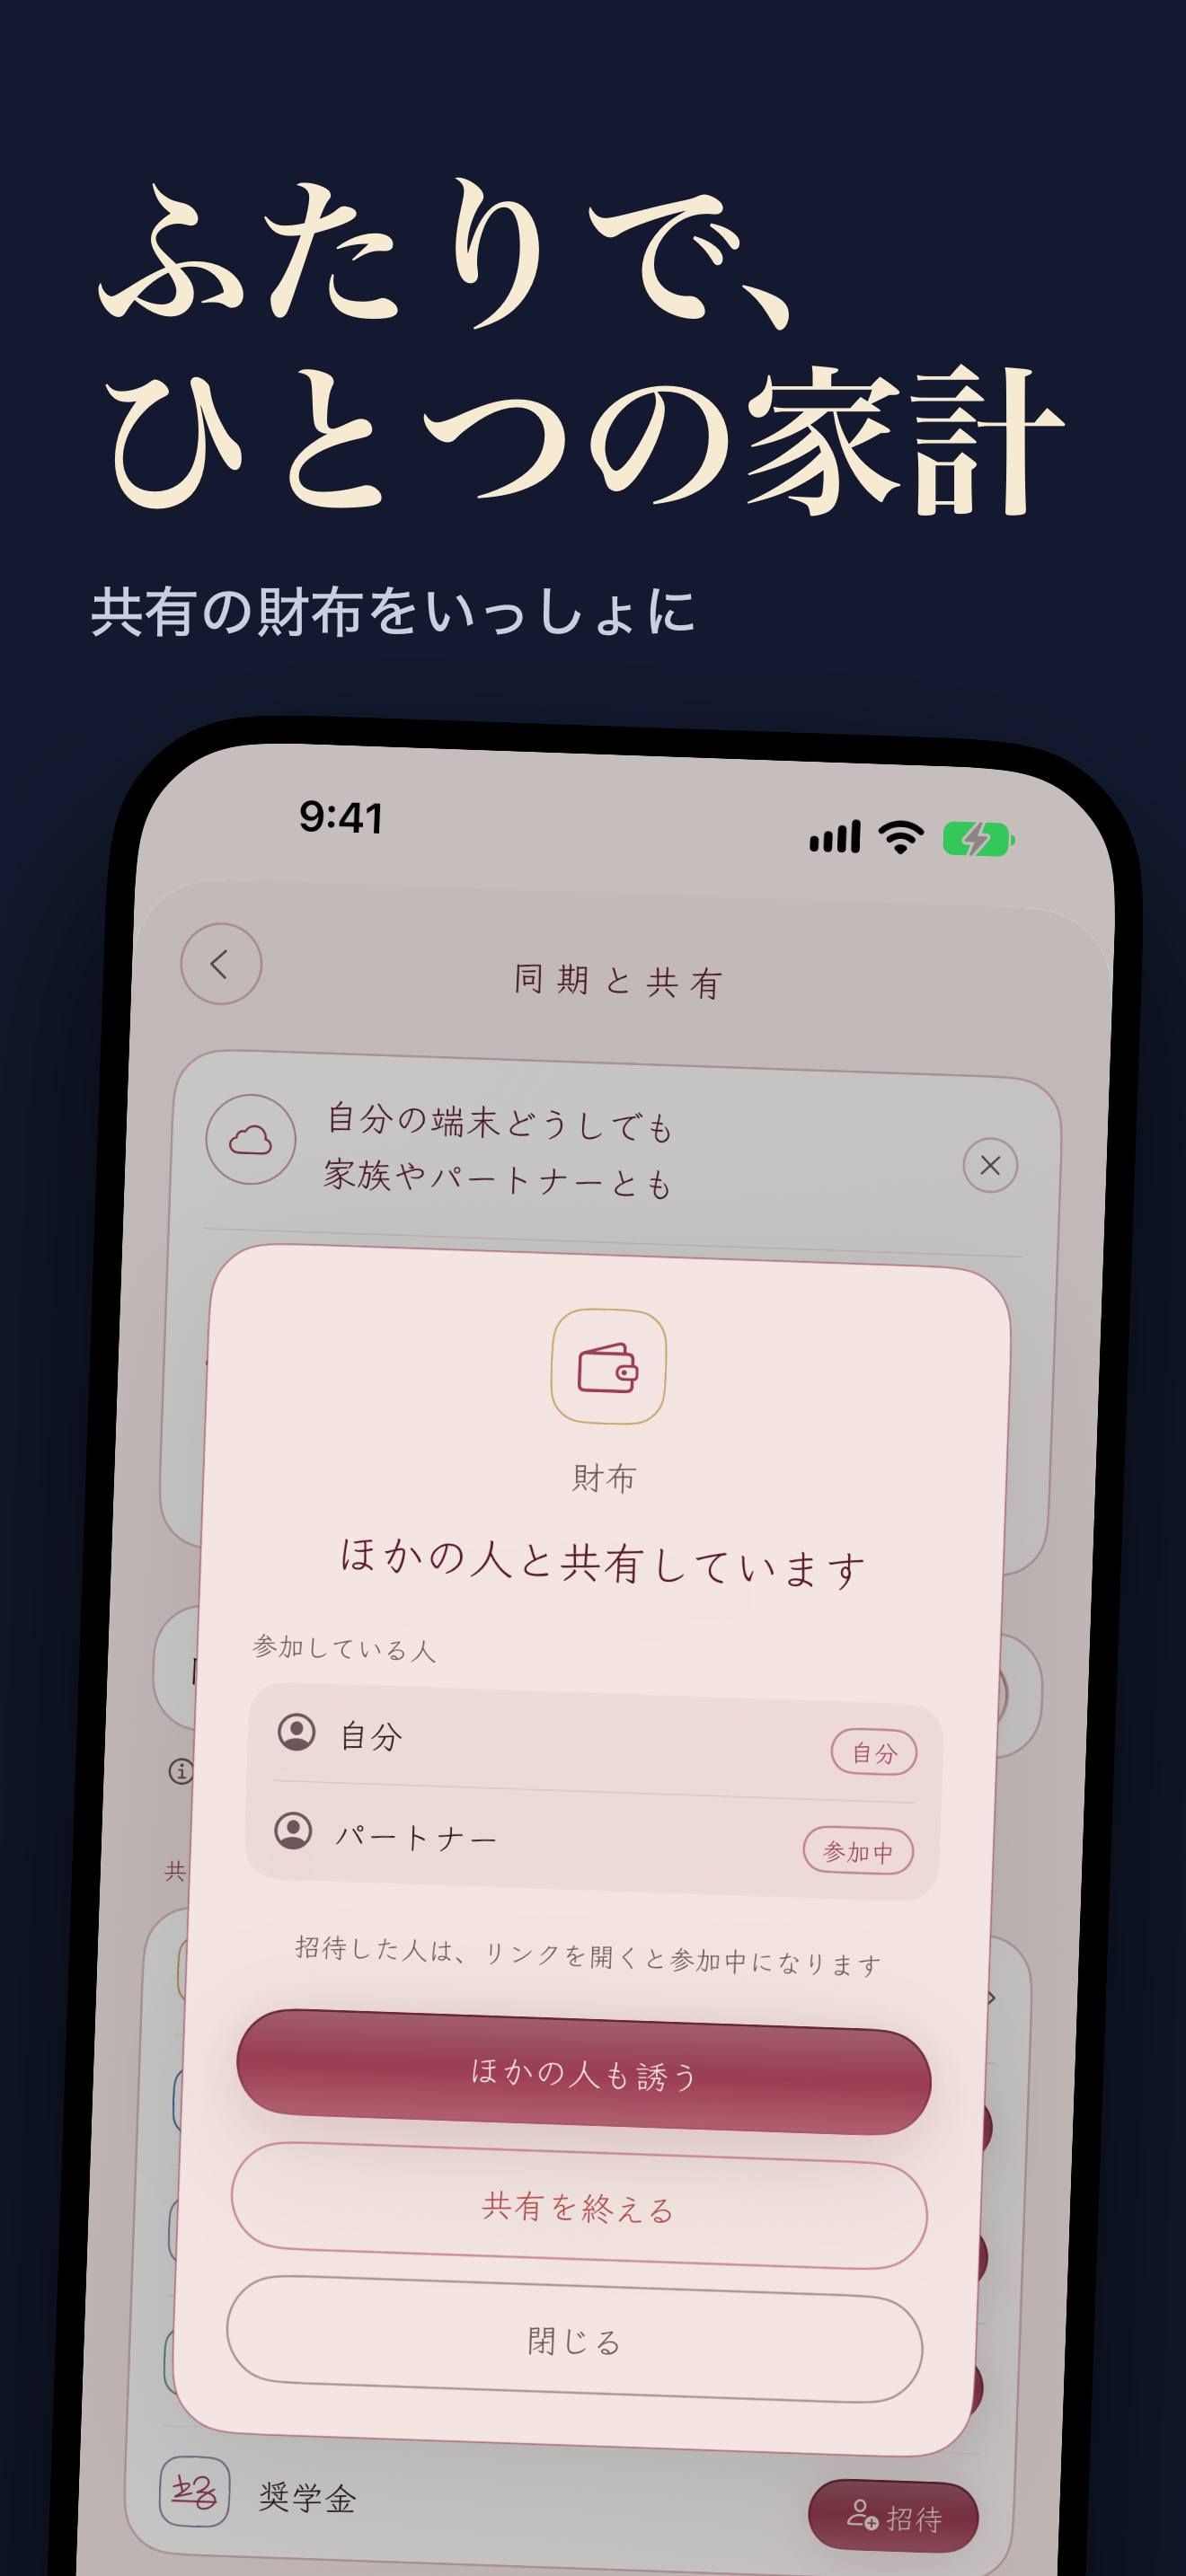 ふたりで、
ひとつの家計
共有の財布をいっしょに
9:41
同期と共有
自分の端末どうしでも
家族やパートナーとも
財布
ほかの人と共有しています
参加している人
自分
自分
パートナー
参加中
共
招待した人は、リンクを開くと参加中になります
ほかの人も誘う
共有を終える
閉じる
奨学金
招待